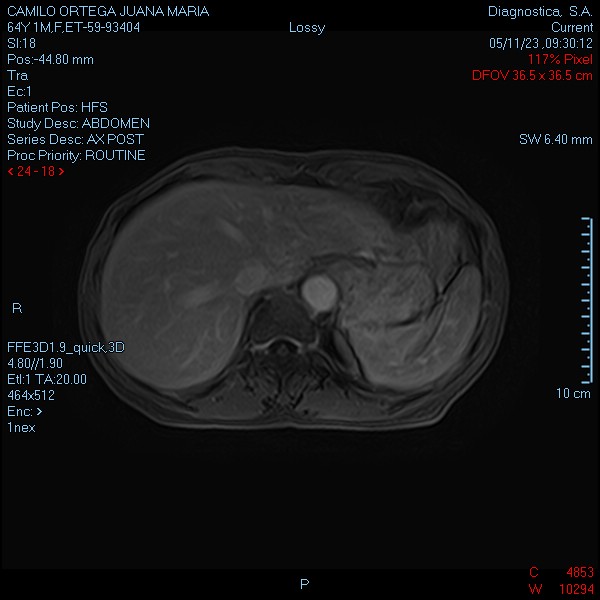 CAMILO ORTEGA JUANA MARIA
64Y 1M,F,ET-59-93404
Sl:18
Pos:-44.80 mm
Tra
Ec:1
Patient Pos: HFS
Study Desc: ABDOMEN
Series Desc: AX POST
Proc Priority: ROUTINE
< 24 - 18 >
Lossy
Diagnostica, S.A.
Current
05/11/23 ,09:30:12
117% Pixel
DFOV 36.5 x 36.5 cm
SW 6.40 mm
R
10 cm
FFE3D1.9_quick,3D
4.80//1.90
Etl:1 TA:20.00
464x512
Enc: >
1nex
P
C 4853
W 10294